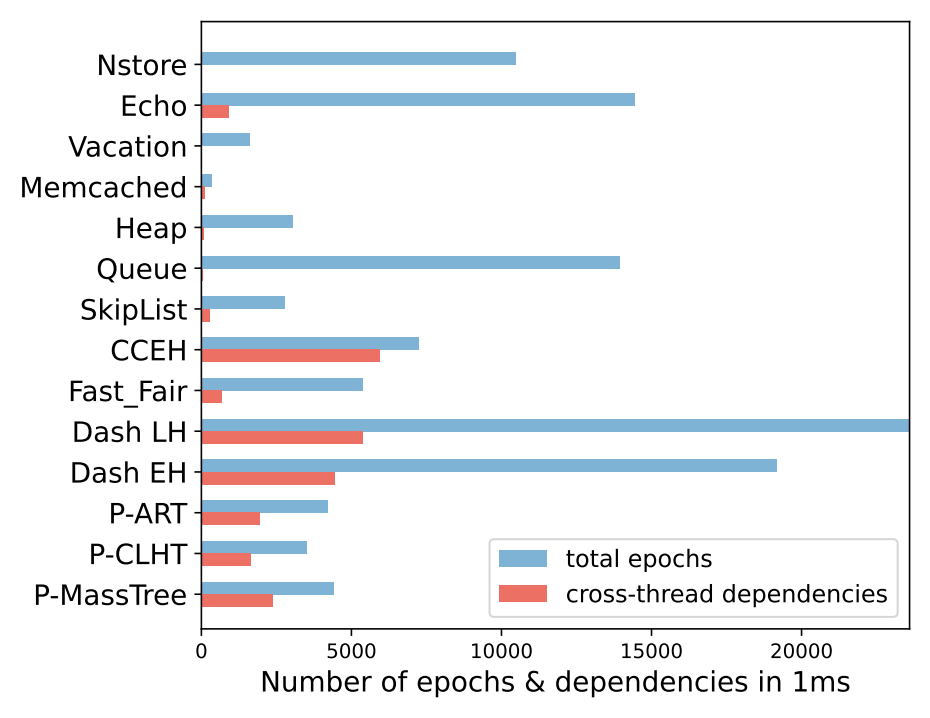 Nstore
Echo
Vacation
Memcached
Heap
Queue
SkipList
CCEH
Fast_Fair
Dash LH
Dash EH
P-ART
P-CLHT
P-MassTree
total epochs
cross-thread dependencies
0 5000 10000 15000 20000
Number of epochs & dependencies in 1ms